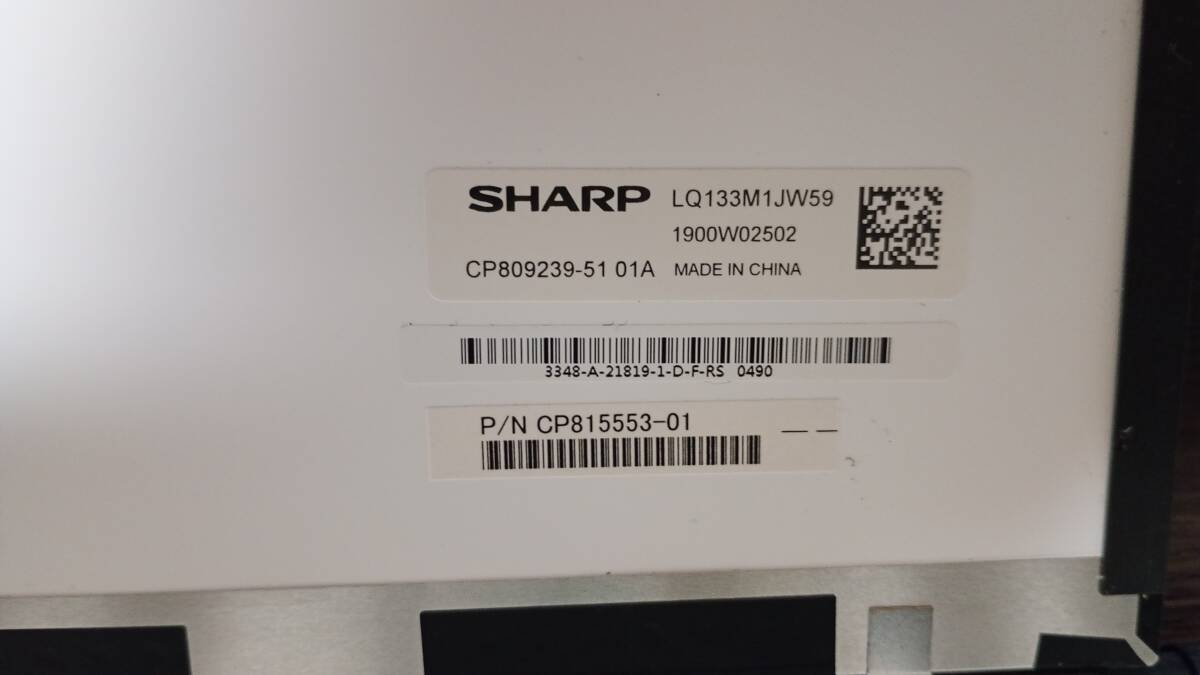 SHARP LQ133M1JW59
1900W02502
CP809239-51 01A MADE IN CHINA
3348-A-21819-1-D-F-RS 0490
P/N CP815553-01